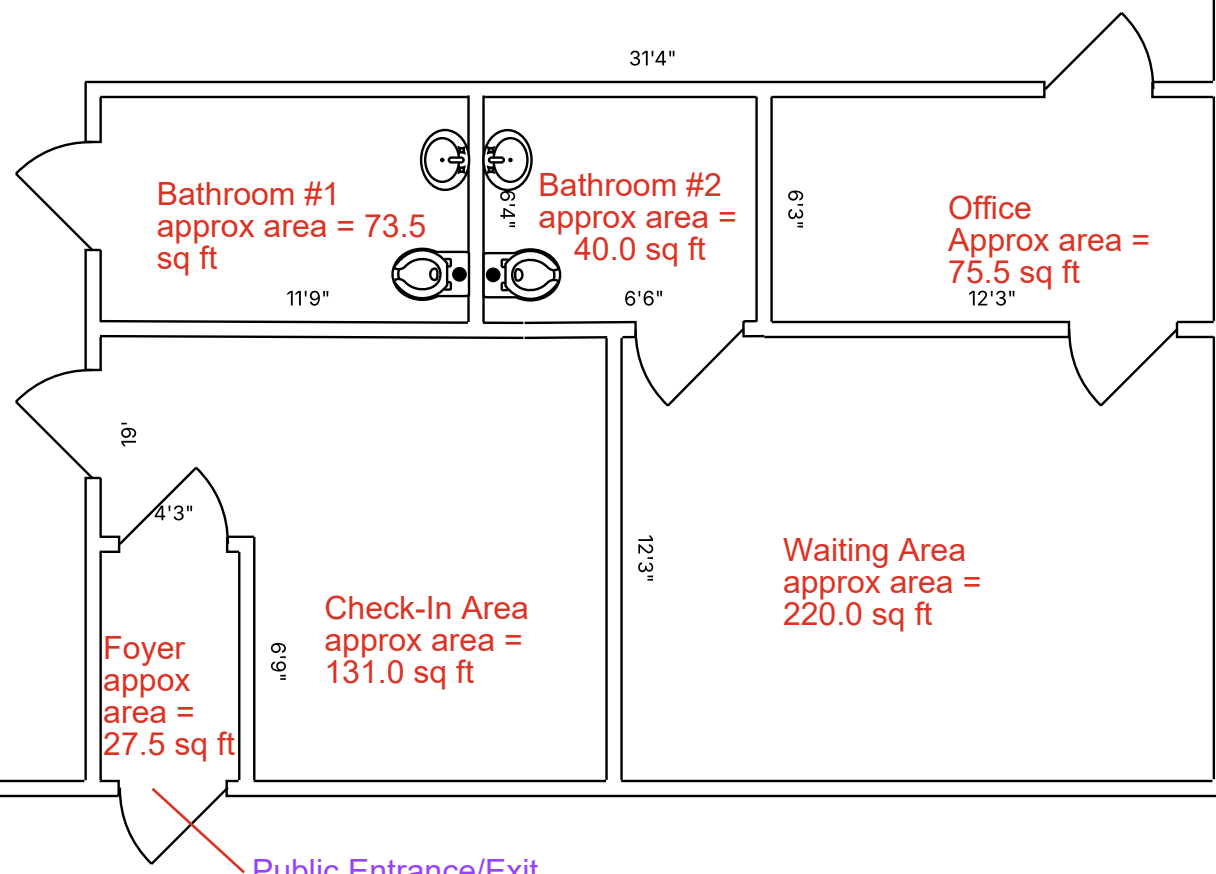 31'4"
Bathroom #1
approx area = 73.5
sq ft
11'9"
6'4"
Bathroom #2
approx area =
40.0 sq ft
6'6"
6'3"
Office
Approx area =
75.5 sq ft
12'3"
19'
4'3"
Foyer
appox
area =
27.5 sq ft
6'9"
Check-In Area
approx area =
131.0 sq ft
12'3"
Waiting Area
approx area =
220.0 sq ft
Public Entrance/Exit